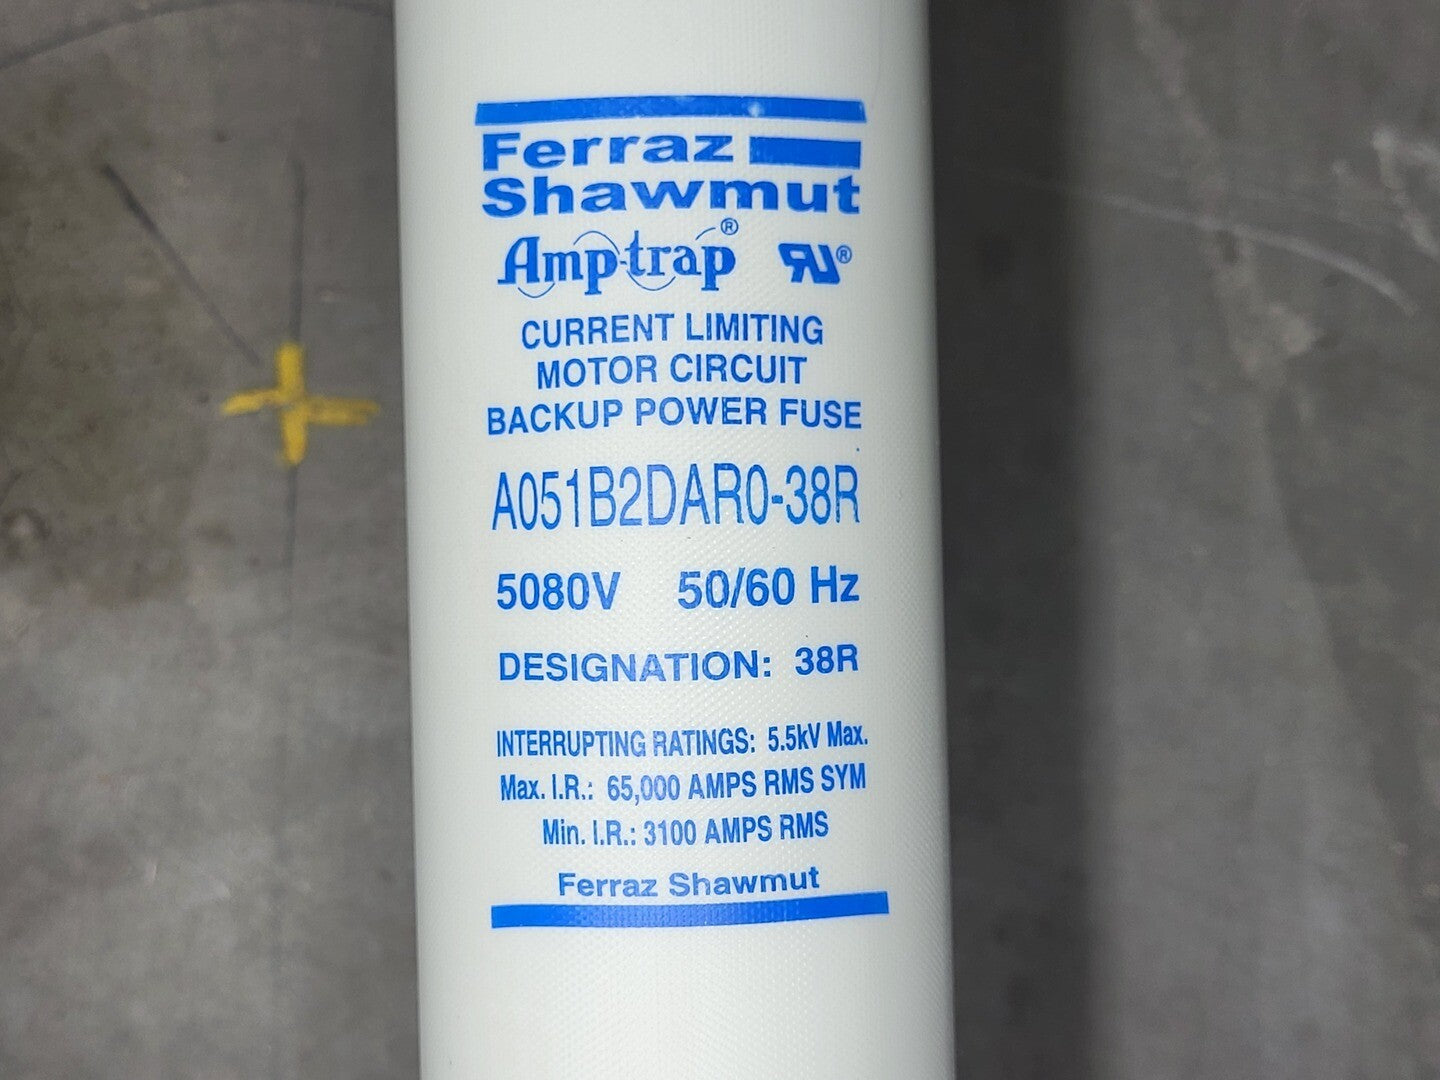 Ferraz
Shawmut
Amp-trap® RU®
CURRENT LIMITING
MOTOR CIRCUIT
BACKUP POWER FUSE
A051B2DAR0-38R
5080V 50/60 Hz
DESIGNATION: 38R
INTERRUPTING RATINGS: 5.5kV Max.
Max. I.R.: 65,000 AMPS RMS SYM
Min. I.R.: 3100 AMPS RMS
Ferraz Shawmut